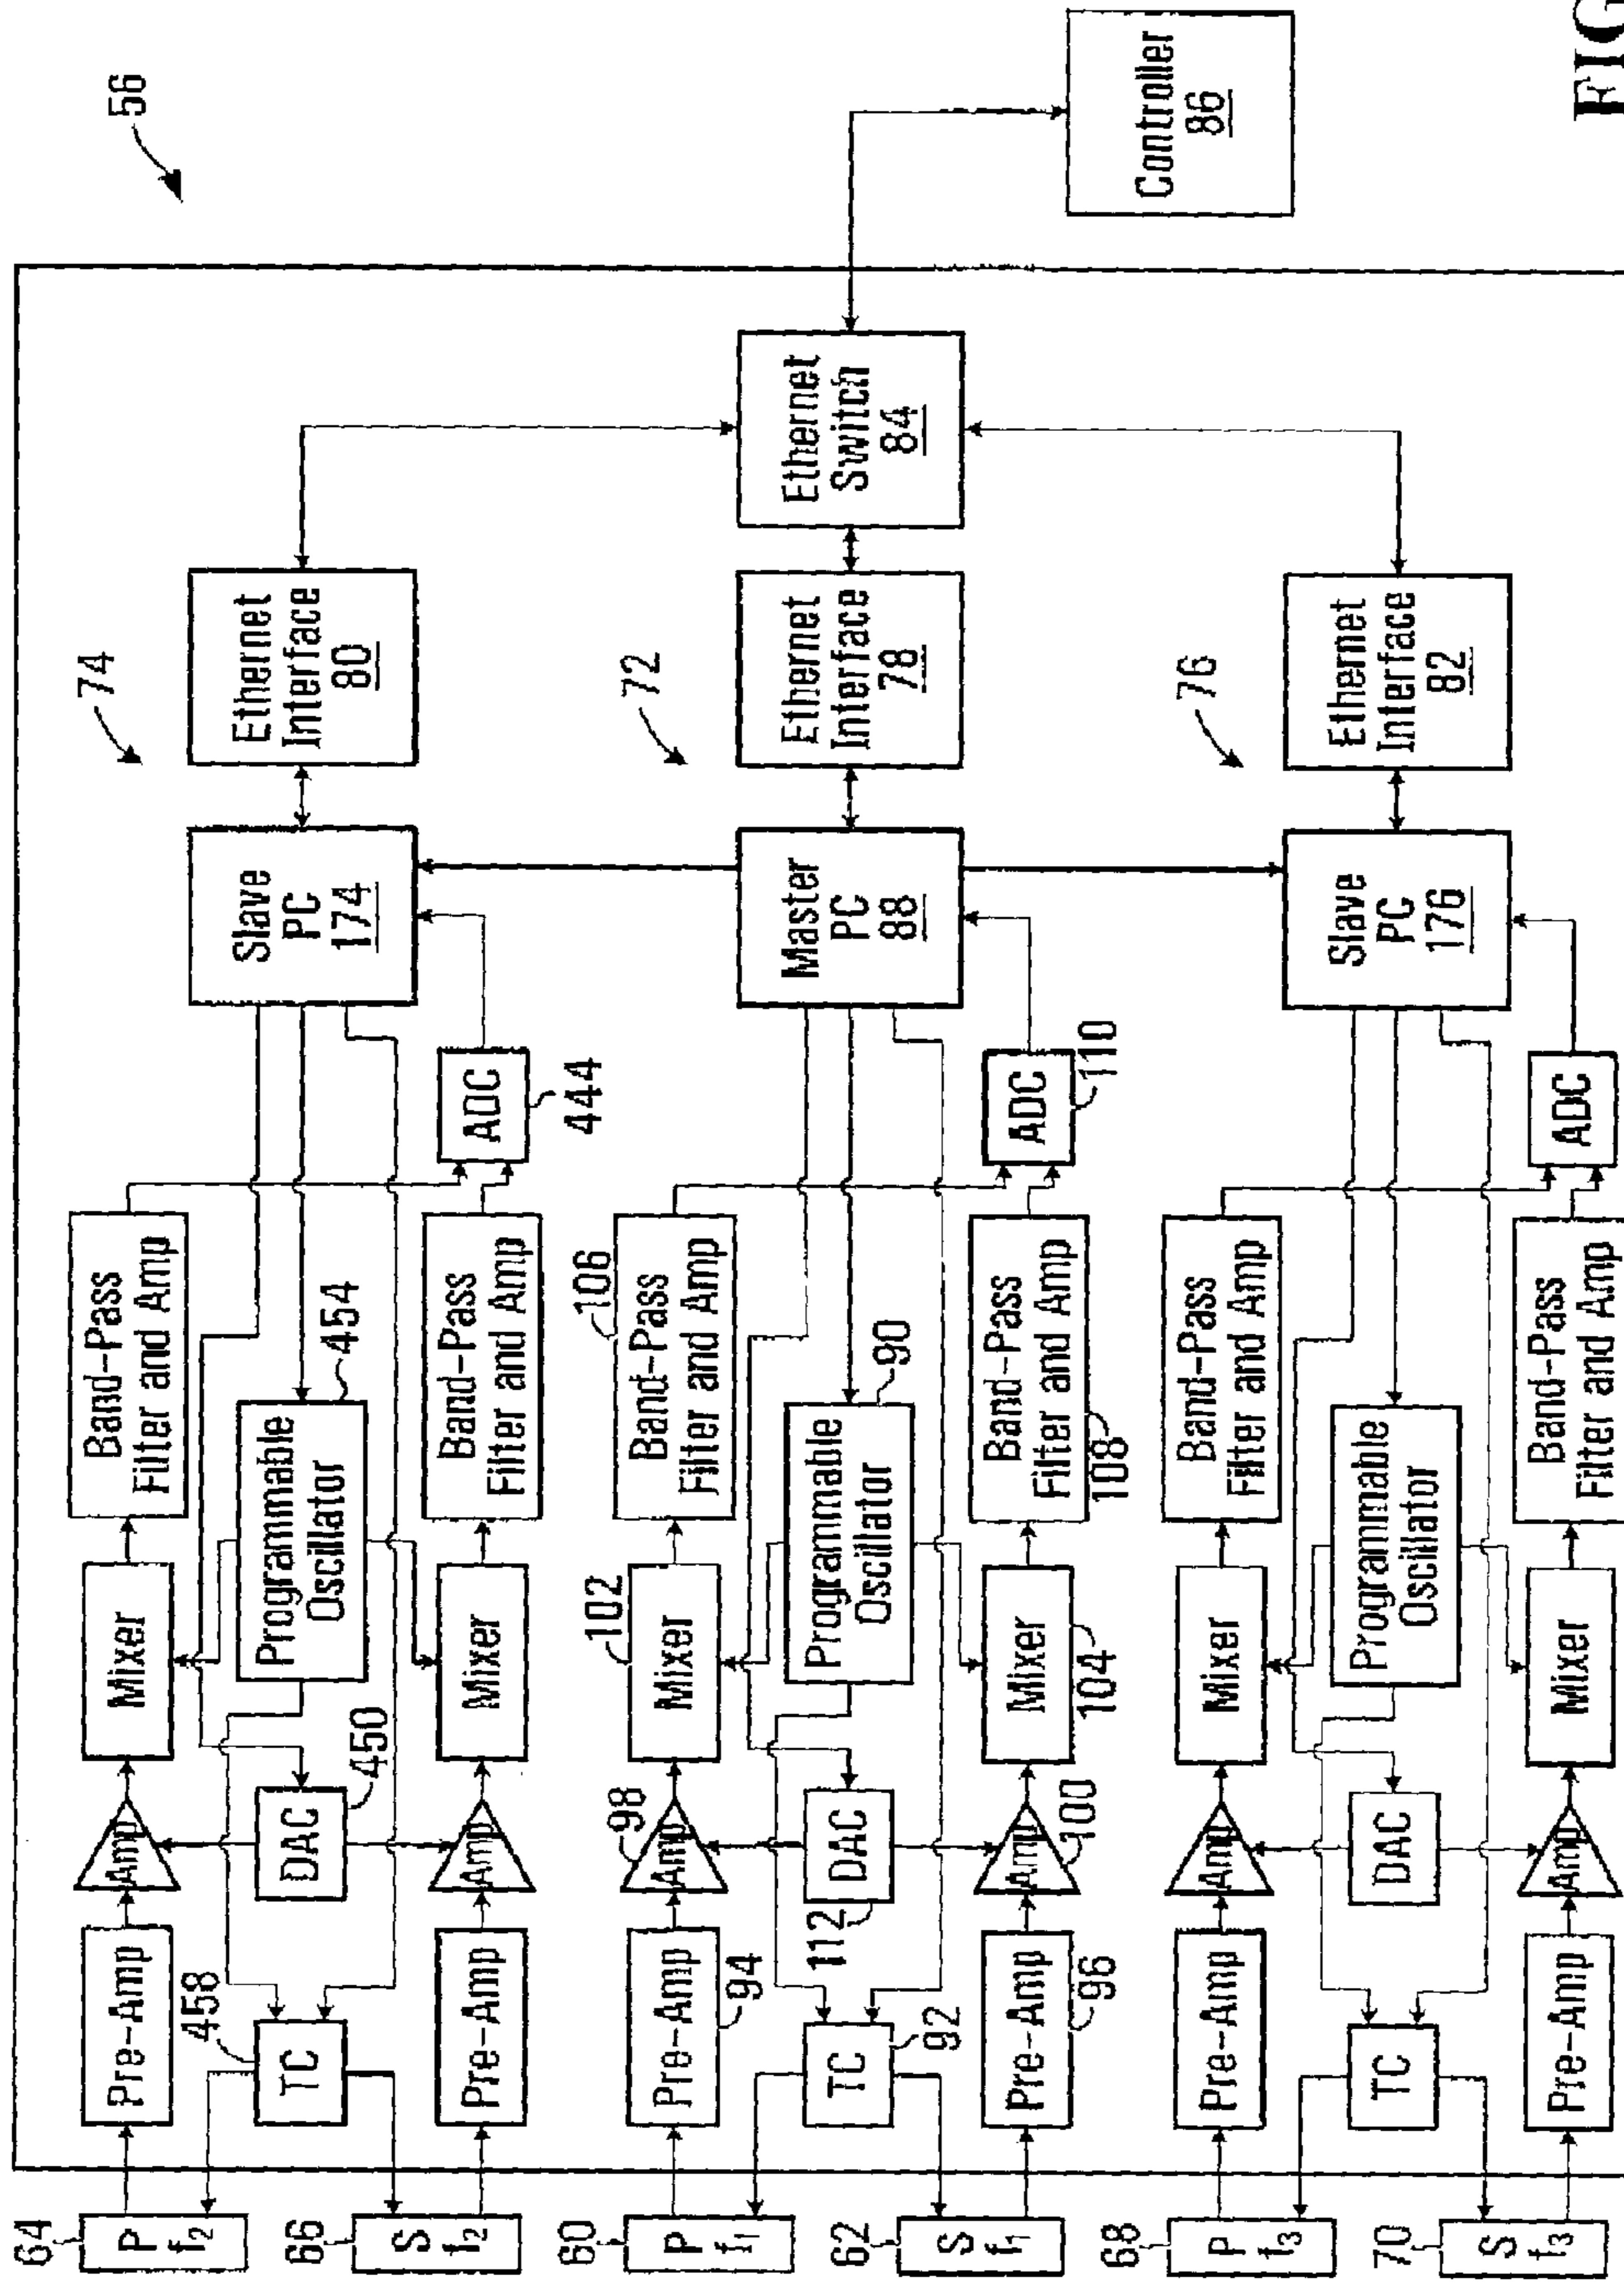 56
64
P
f2
66
S
f2
60
P
f1
62
S
f1
68
P
f3
70
S
f3
Pre-Amp
458
TC
Pre-Amp
Amp
DAC
450
Amp
Mixer
Programmable
Oscillator
454
Mixer
Band-Pass
Filter and Amp
Band-Pass
Filter and Amp
ADC
444
Slave
PC
174
74
Ethernet
Interface
80
Pre-Amp
94
TC
92
Pre-Amp
96
98
Amp
DAC
112
Amp
100
102
Mixer
Programmable
Oscillator
90
Mixer
104
106
Band-Pass
Filter and Amp
Band-Pass
Filter and Amp
108
ADC
110
Master
PC
88
72
Ethernet
Interface
78
Ethernet
Switch
84
Controller
86
Pre-Amp
TC
Pre-Amp
Amp
DAC
Amp
Mixer
Programmable
Oscillator
Mixer
Band-Pass
Filter and Amp
Band-Pass
Filter and Amp
ADC
Slave
PC
176
76
Ethernet
Interface
82
FIG